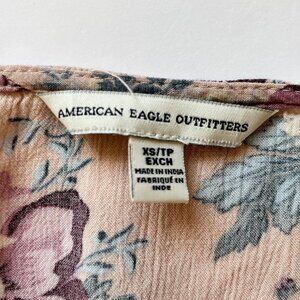 AMERICAN EAGLE OUTFITTERS
XS/TP
EXCH
MADE IN INDIA
FABRIQUÉ EN
INDE